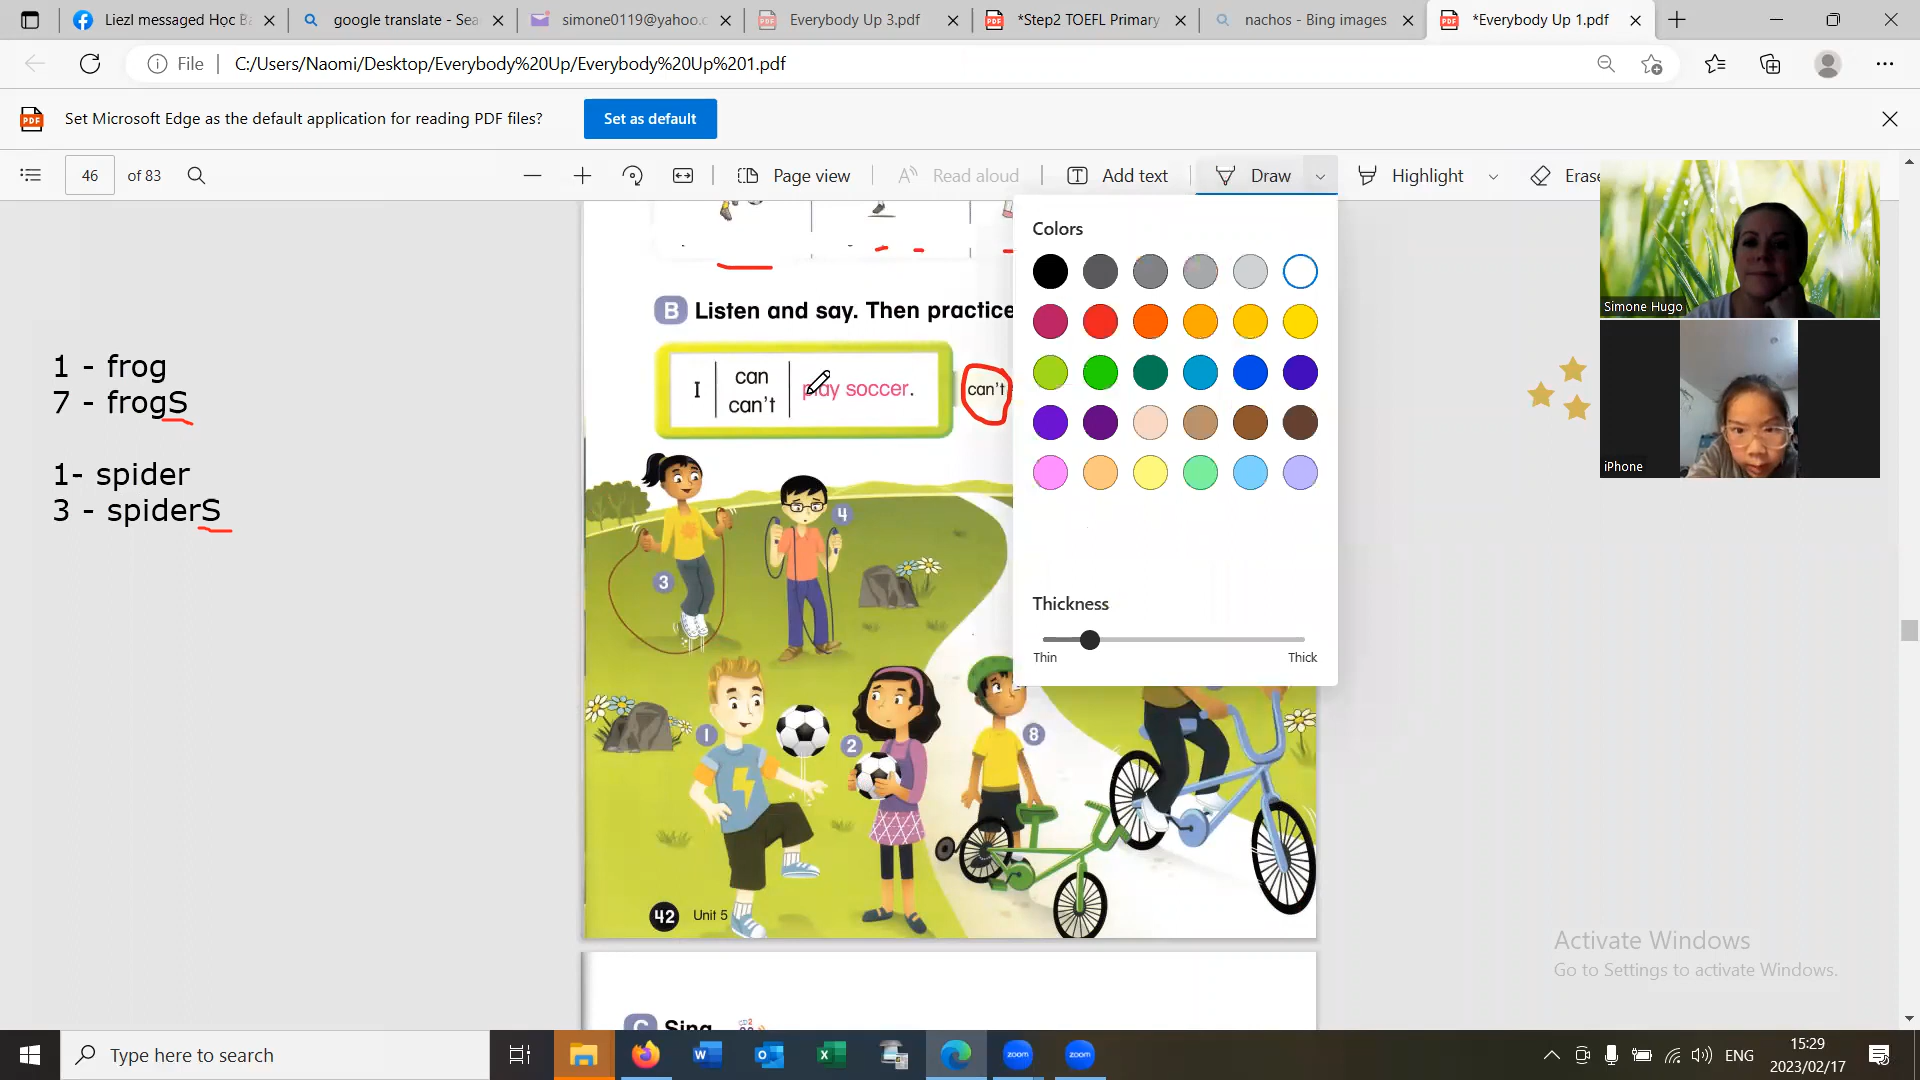 Liezl messaged Học Ba
google translate - Sea
simone0119@yahoo.c
Everybody Up 3.pdf
*Step2 TOEFL Primary
nachos - Bing images
*Everybody Up 1.pdf
File
C:/Users/Naomi/Desktop/Everybody%20Up/Everybody%20Up%201.pdf
PDF
Set Microsoft Edge as the default application for reading PDF files?
Set as default
46
of 83
Page view
Read aloud
Add text
Draw
Highlight
Erase
Colors
Thickness
Thin
Thick
Simone Hugo
iPhone
1 - frog
7 - frogS
1- spider
3 - spiderS
B Listen and say. Then practice
I
can
can't
play soccer.
can't
4
3
1
2
8
42 Unit 5
C Sing
Activate Windows
Go to Settings to activate Windows.
Type here to search
zoom
zoom
ENG
15:29
2023/02/17